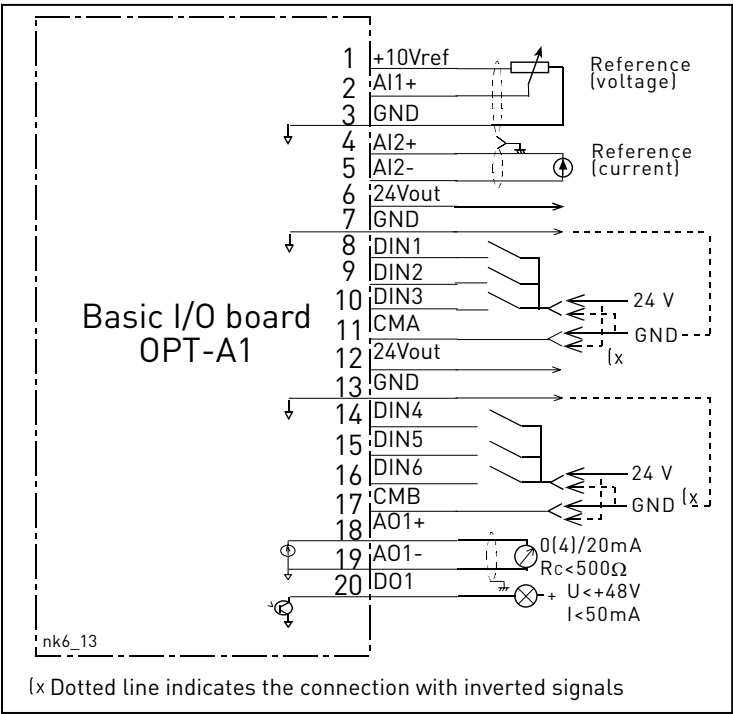 1 +10Vref
2 AI1+
3 GND
4 AI2+
5 AI2-
6 24Vout
7 GND
8 DIN1
9 DIN2
10 DIN3
11 CMA
12 24Vout
13 GND
14 DIN4
15 DIN5
16 DIN6
17 CMB
18 AO1+
19 AO1-
20 DO1
Reference
(voltage)
Reference
(current)
Basic I/O board
OPT-A1
24 V
GND
(x
24 V
GND (x
0(4)/20mA
RC<500Ω
+ U<+48V
I<50mA
nk6_13
(x Dotted line indicates the connection with inverted signals